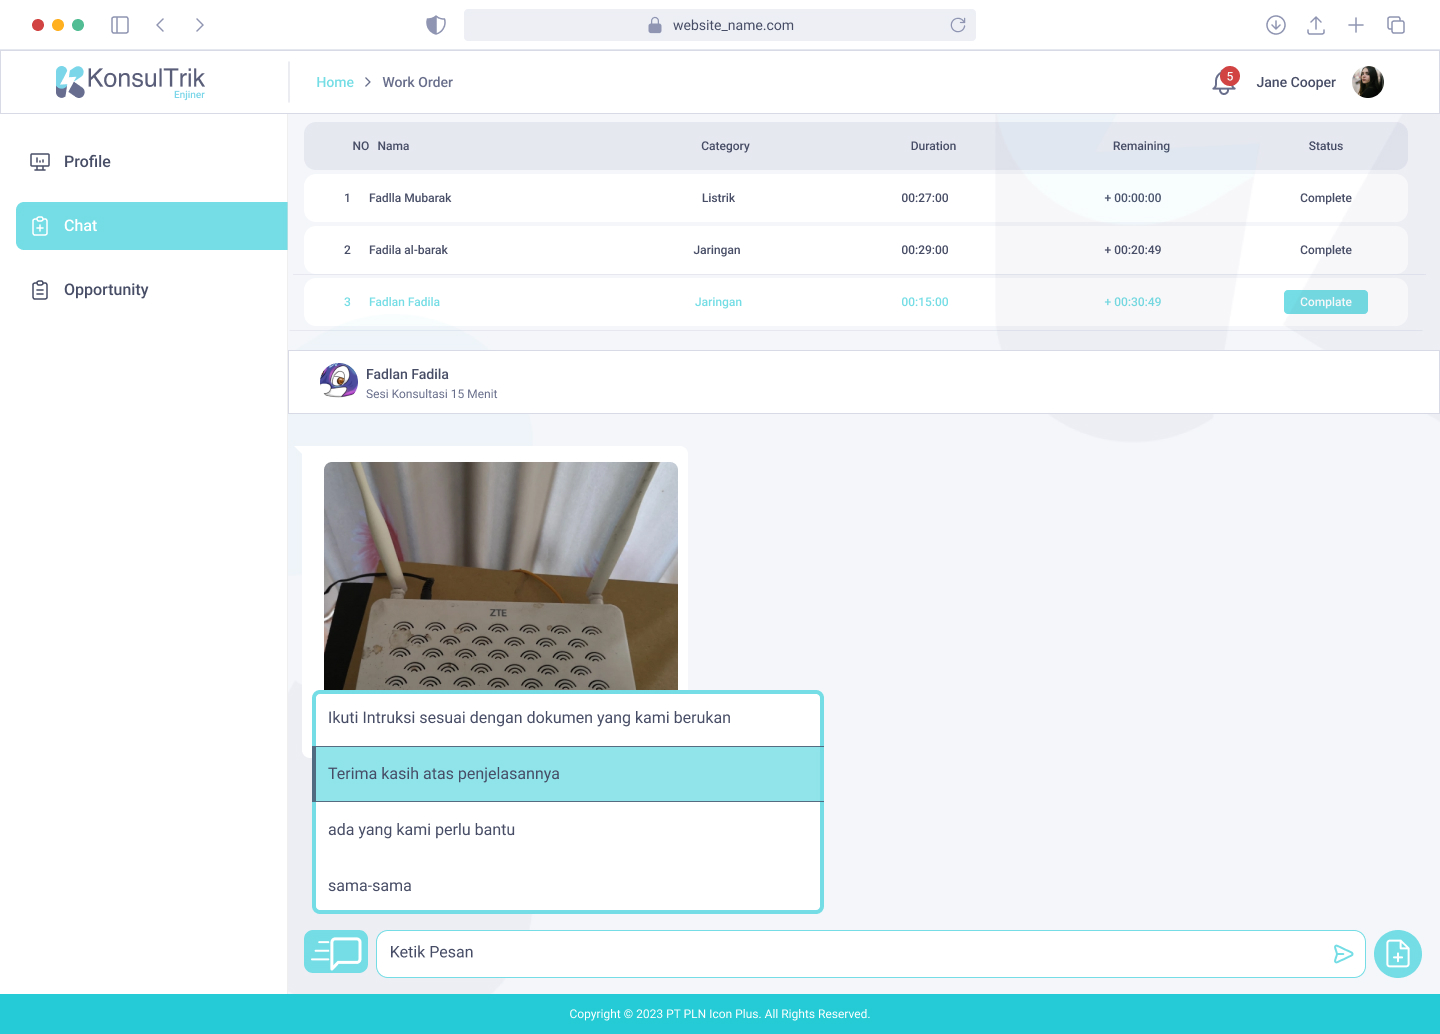 website_name.com
KonsulTrik
Enjiner
Home > Work Order
5
Jane Cooper
Profile
Chat
Opportunity
NO Nama Category Duration Remaining Status
1 Fadlla Mubarak Listrik 00:27:00 + 00:00:00 Complete
2 Fadila al-barak Jaringan 00:29:00 + 00:20:49 Complete
3 Fadlan Fadila Jaringan 00:15:00 + 00:30:49 Complate
Fadlan Fadila
Sesi Konsultasi 15 Menit
ZTE
Ikuti Intruksi sesuai dengan dokumen yang kami berukan
Terima kasih atas penjelasannya
ada yang kami perlu bantu
sama-sama
Ketik Pesan
Copyright © 2023 PT PLN Icon Plus. All Rights Reserved.